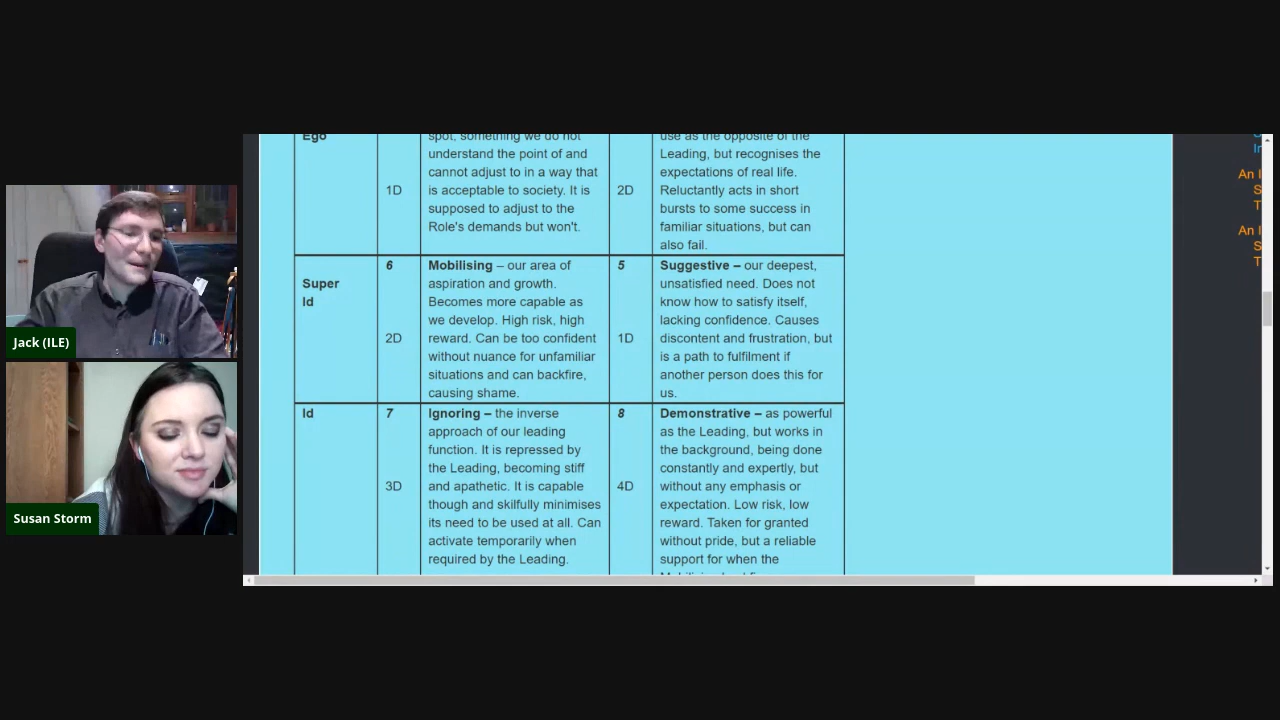 Ego
spot, something we do not
understand the point of and
cannot adjust to in a way that
1D
is acceptable to society. It is
supposed to adjust to the
Role's demands but won't.
use as the opposite of the
Leading, but recognises the
expectations of real life.
2D
Reluctantly acts in short
bursts to some success in
familiar situations, but can
also fail.
Super
Id
6
2D
Mobilising – our area of
aspiration and growth.
Becomes more capable as
we develop. High risk, high
reward. Can be too confident
without nuance for unfamiliar
situations and can backfire,
causing shame.
5
1D
Suggestive – our deepest,
unsatisfied need. Does not
know how to satisfy itself,
lacking confidence. Causes
discontent and frustration, but
is a path to fulfilment if
another person does this for
us.
Id
7
3D
Ignoring – the inverse
approach of our leading
function. It is repressed by
the Leading, becoming stiff
and apathetic. It is capable
though and skilfully minimises
its need to be used at all. Can
activate temporarily when
required by the Leading.
8
4D
Demonstrative – as powerful
as the Leading, but works in
the background, being done
constantly and expertly, but
without any emphasis or
expectation. Low risk, low
reward. Taken for granted
without pride, but a reliable
support for when the
In
An I
S
T
An I
S
T
Jack (ILE)
Susan Storm